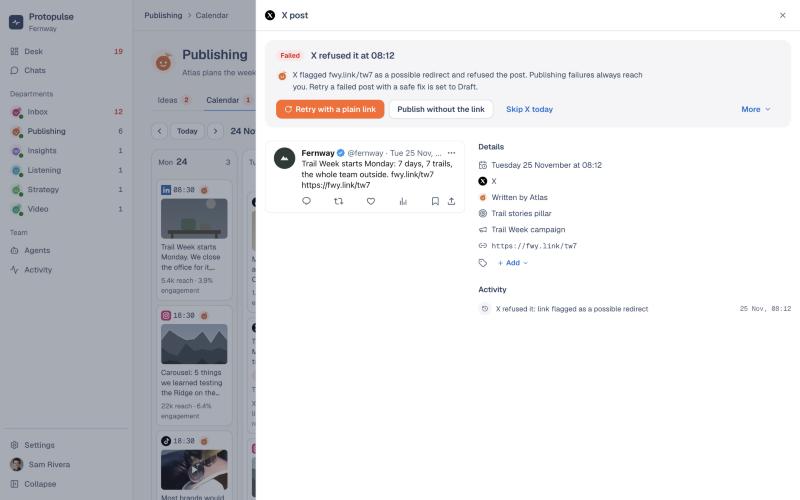 Protopulse
Fernway
Desk 19
Chats
Departments
Inbox 12
Publishing 6
Insights 1
Listening 1
Strategy 1
Video 1
Team
Agents
Activity
Settings
Sam Rivera
Collapse
Publishing > Calendar
Publishing
Atlas plans the week
Ideas 2
Calendar 1
Today
24 Nov
Mon 24 3
08:30
Trail Week starts
Monday. We close
the office for it,...
5.4k reach · 3.9%
engagement
18:30
Carousel: 5 things
we learned testing
the Ridge on the...
22k reach · 6.4%
engagement
18:30
Most brands would
X post
Failed X refused it at 08:12
X flagged fwy.link/tw7 as a possible redirect and refused the post. Publishing failures always reach
you. Retry a failed post with a safe fix is set to Draft.
Retry with a plain link
Publish without the link
Skip X today
More
Fernway @fernway · Tue 25 Nov, ...
Trail Week starts Monday: 7 days, 7 trails,
the whole team outside. fwy.link/tw7
https://fwy.link/tw7
Details
Tuesday 25 November at 08:12
X
Written by Atlas
Trail stories pillar
Trail Week campaign
https://fwy.link/tw7
+ Add
Activity
X refused it: link flagged as a possible redirect 25 Nov, 08:12